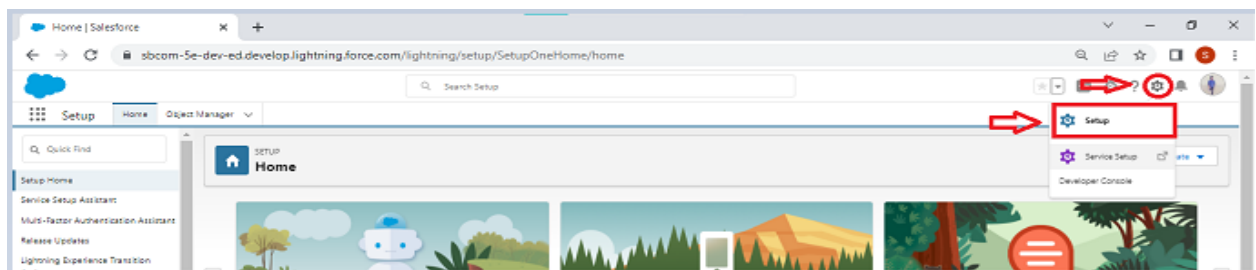 Home | Salesforce
sbcom-5e-dev-ed.develop.lightning.force.com/lightning/setup/SetupOneHome/home
S
Search Setup
?
Setup Home Object Manager
Setup
Quick Find
SETUP
Home
Service Setup
Developer Console
Setup Home
Service Setup Assistant
Multi-Factor Authentication Assistant
Release Updates
Lightning Experience Transition